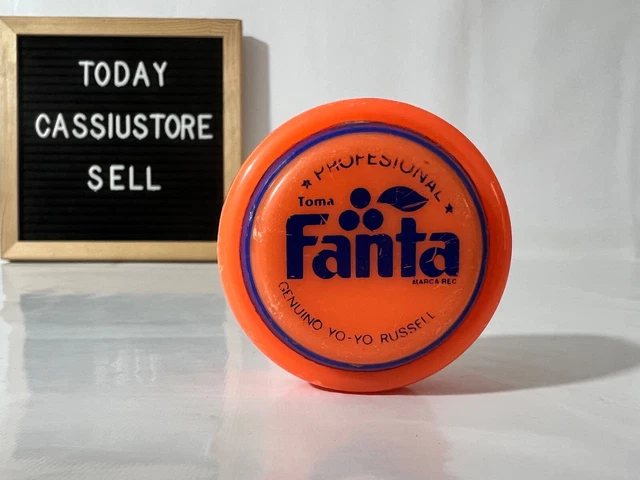 TODAY
CASSIUSTORE
SELL
★ PROFESIONAL ★
Toma
Fanta
MARCA REG
GENUINO YO-YO RUSSELL